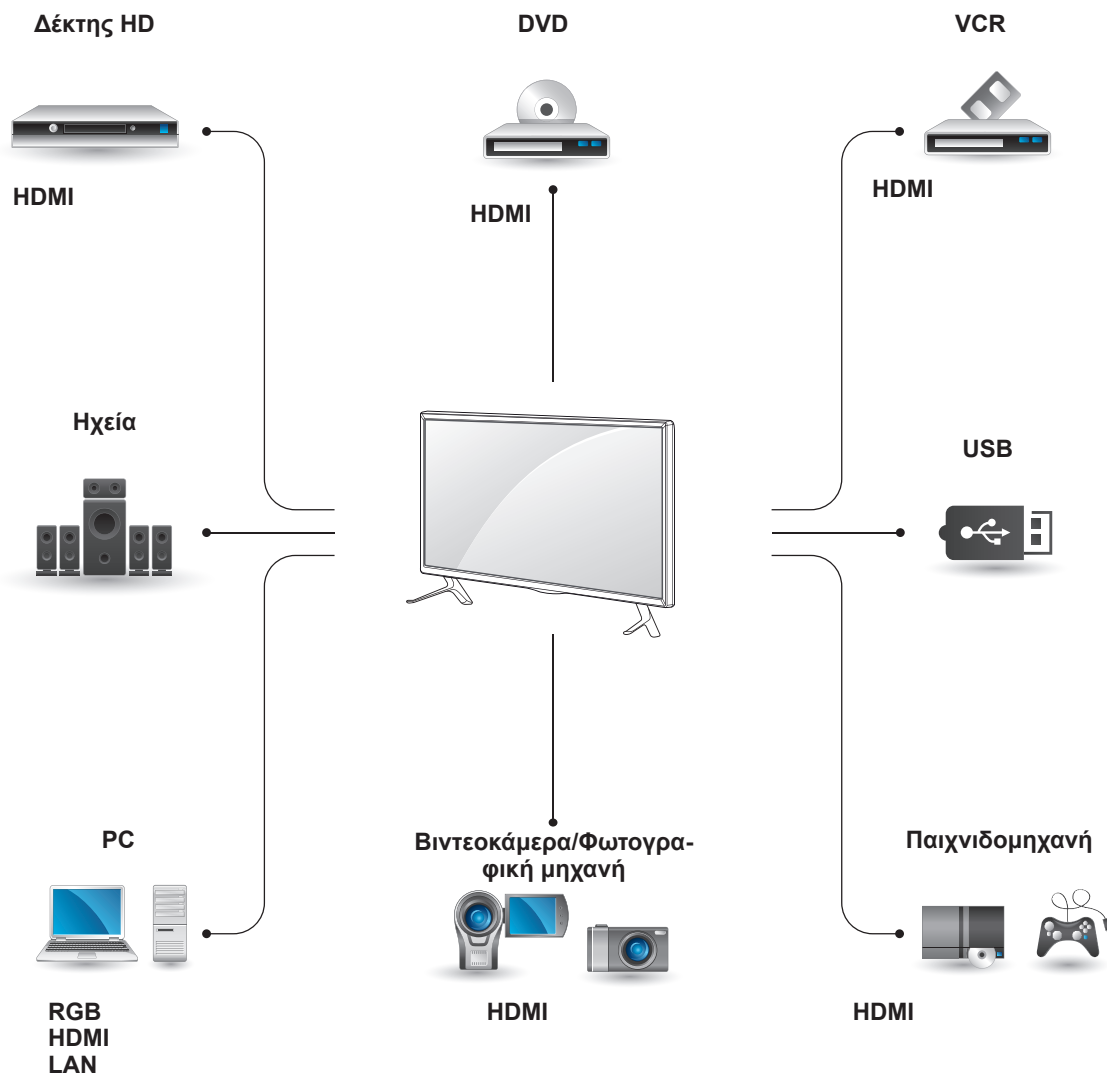 Δέκτης HD
DVD
VCR
HDMI
HDMI
HDMI
Ηχεία
USB
PC
Βιντεοκάμερα/Φωτογρα-
φική μηχανή
Παιχνιδομηχανή
RGB
HDMI
LAN
HDMI
HDMI